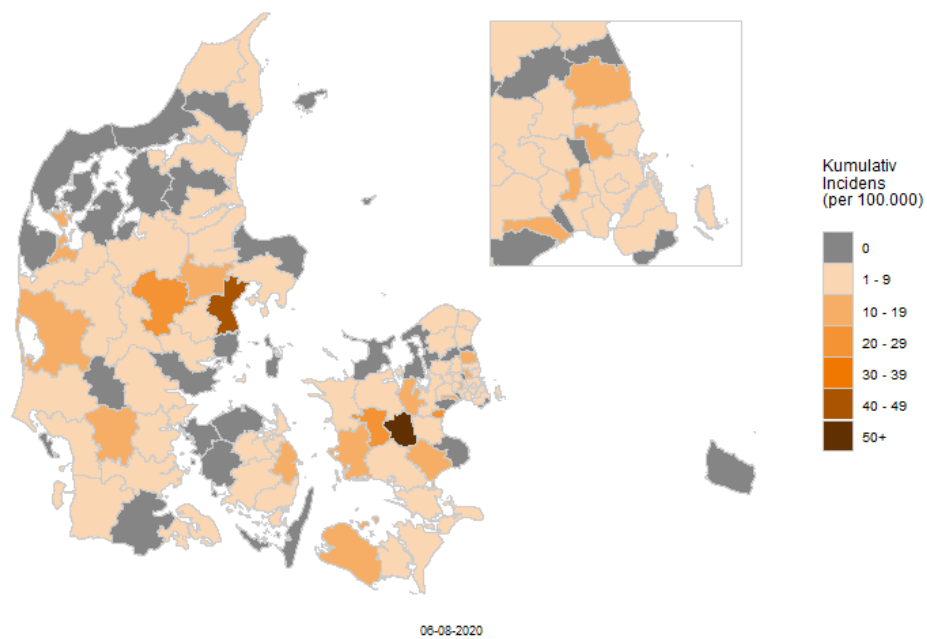 Kumulativ
Incidens
(per 100.000)
0
1 - 9
10 - 19
20 - 29
30 - 39
40 - 49
50+
06-08-2020